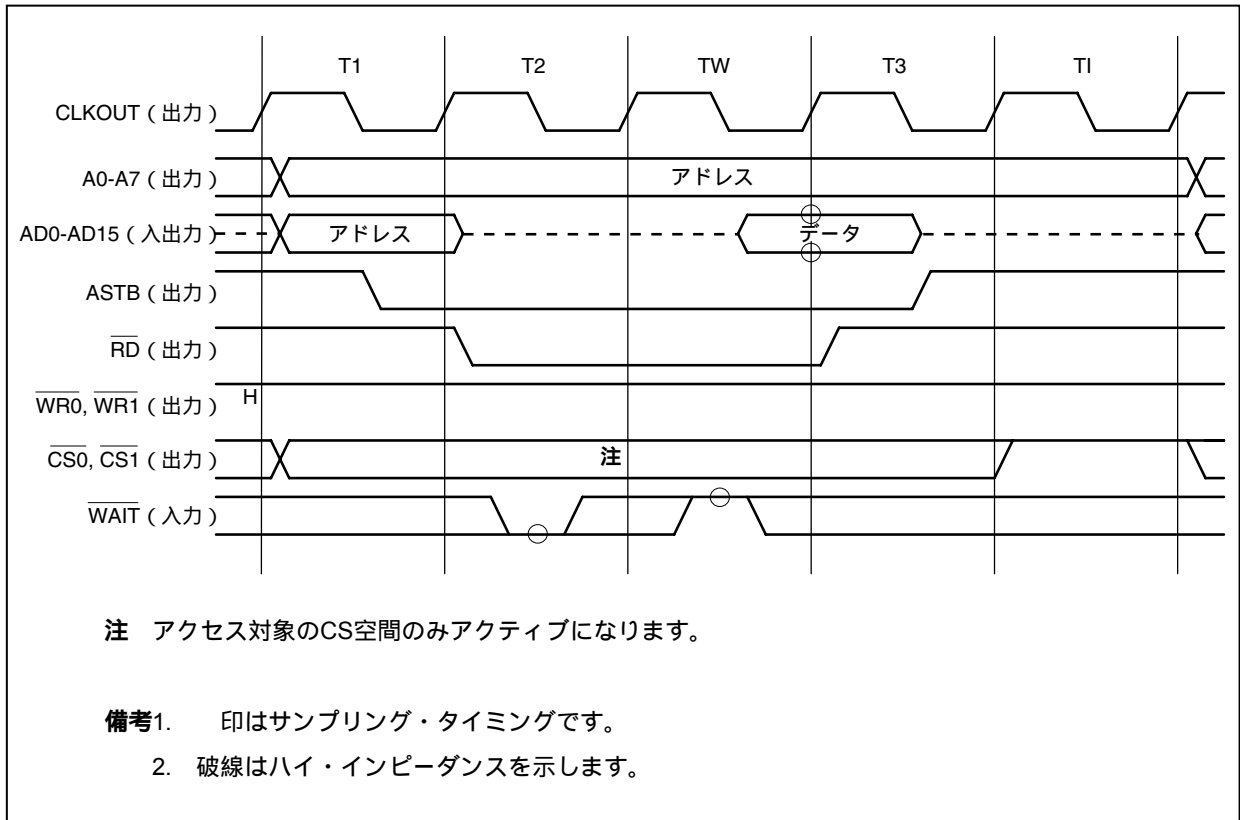 T1 T2 TW T3 TI
CLKOUT（出力）
A0-A7（出力） アドレス
AD0-AD15（入出力） アドレス データ
ASTB（出力）
RD（出力）
WR0, WR1（出力） H
CS0, CS1（出力） 注
WAIT（入力）
注 アクセス対象のCS空間のみアクティブになります。
備考1. 印はサンプリング・タイミングです。
2. 破線はハイ・インピーダンスを示します。